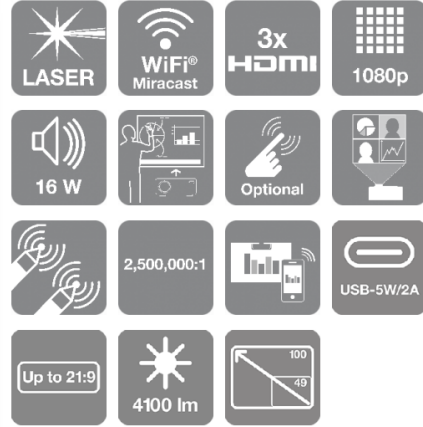 LASER
WiFi®
Miracast
3x
HDMI
1080p
16 W
Optional
2,500,000:1
USB-5W/2A
Up to 21:9
4100 lm
100
49